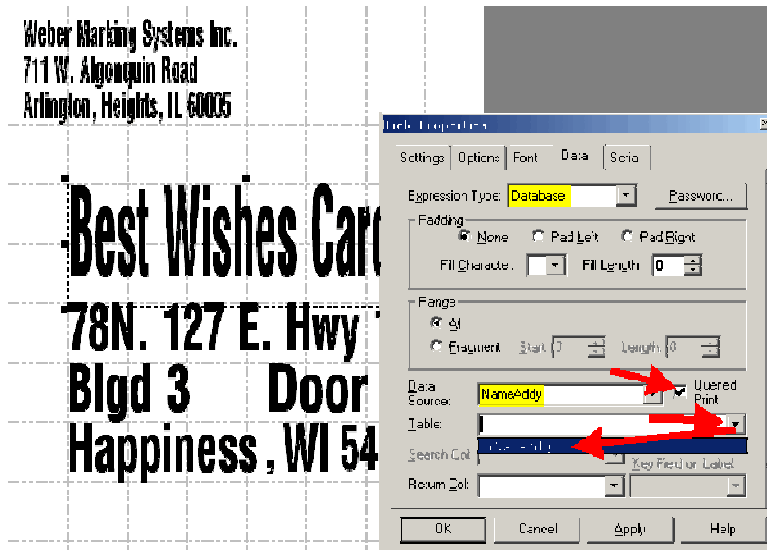 Weber Marking Systems Inc.
711 W. Algonquin Road
Arlington, Heights, IL 60005
Best Wishes Card
78N. 127 E. Hwy
Blgd 3 Door
Happiness, WI 54
Properties
Settings Options Font Data Serial
Expression Type: Database Password...
Padding
None Pad Left Pad Right
Fill Character: Fill Length: 0
Range
All
Fragment Start: Length: 0
Data Source: NameAddy Queried Print
Table:
Search Col: Key Field or Label
Return Col:
OK Cancel Apply Help